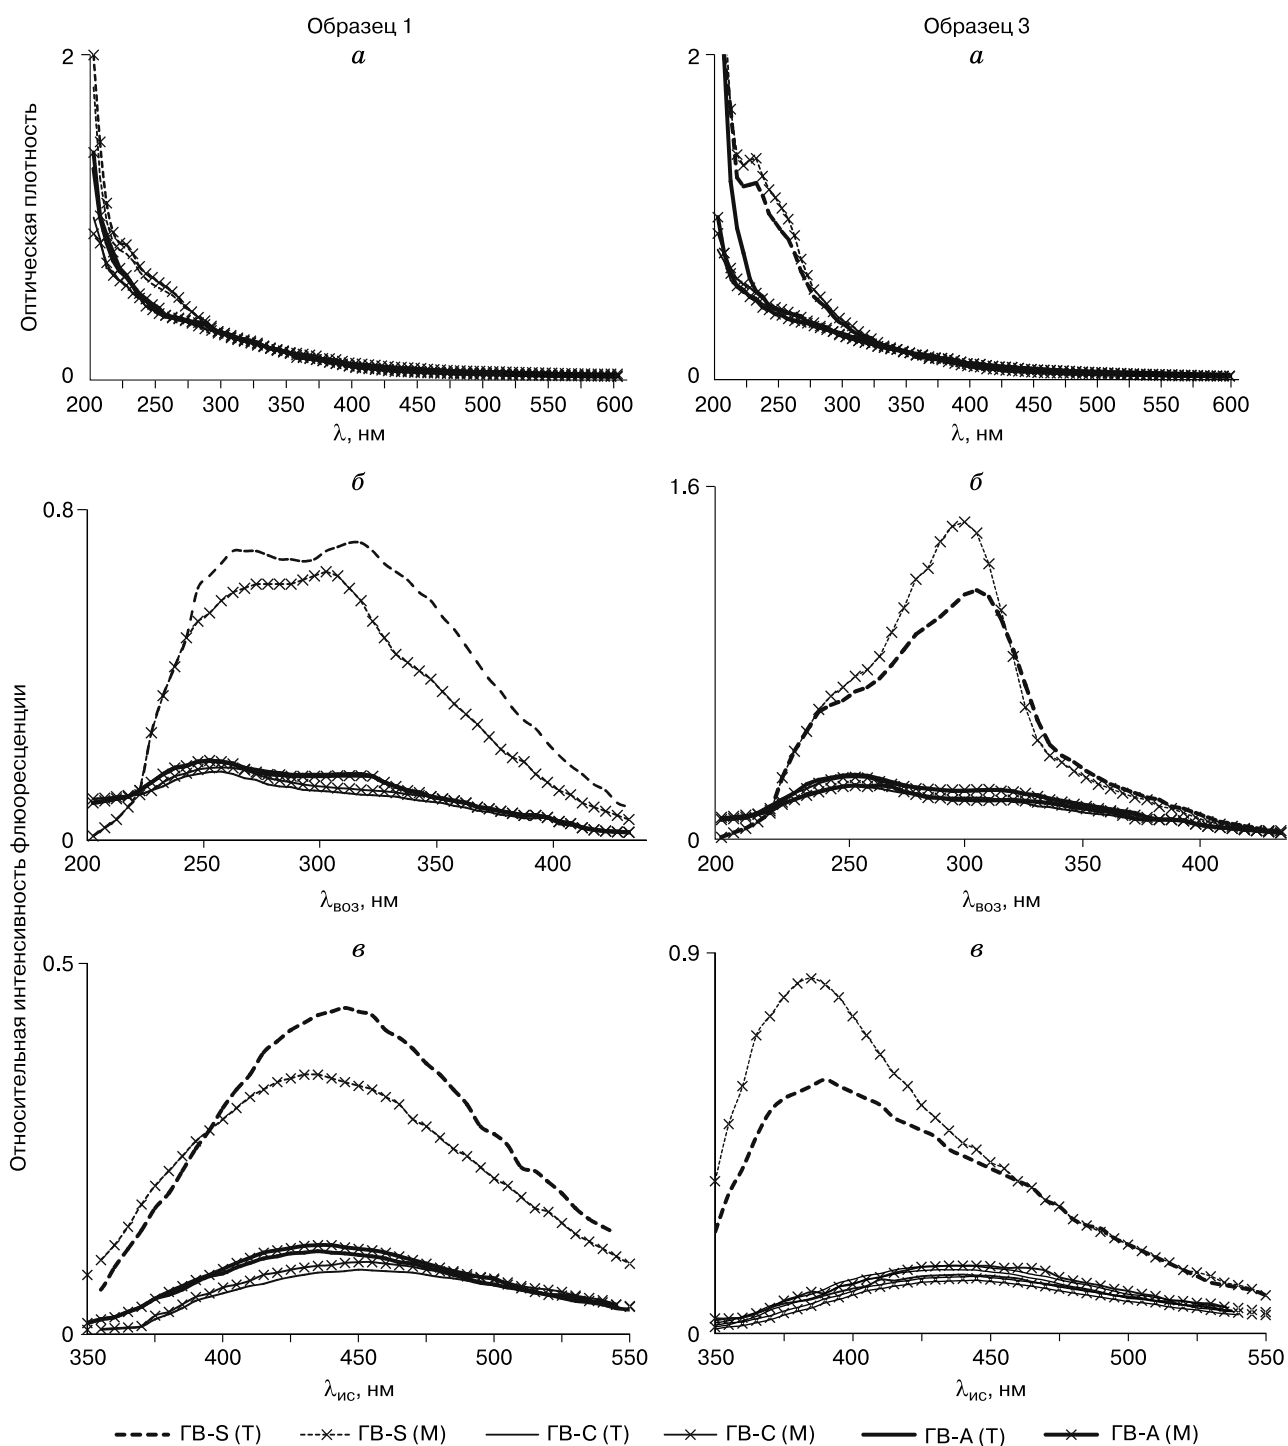 Образец 1
Образец 3
а
а
Оптическая плотность
2
0
200 250 300 350 400 450 500 550 600
λ, нм
2
0
200 250 300 350 400 450 500 550 600
λ, нм
Относительная интенсивность флюоресценции
б
б
0.8
0
200 250 300 350 400
λвоз, нм
1.6
0
200 250 300 350 400
λвоз, нм
в
в
0.5
0
350 400 450 500 550
λис, нм
0.9
0
350 400 450 500 550
λис, нм
ГВ-S (Т) ГВ-S (М) ГВ-С (Т) ГВ-С (М) ГВ-А (Т) ГВ-А (М)